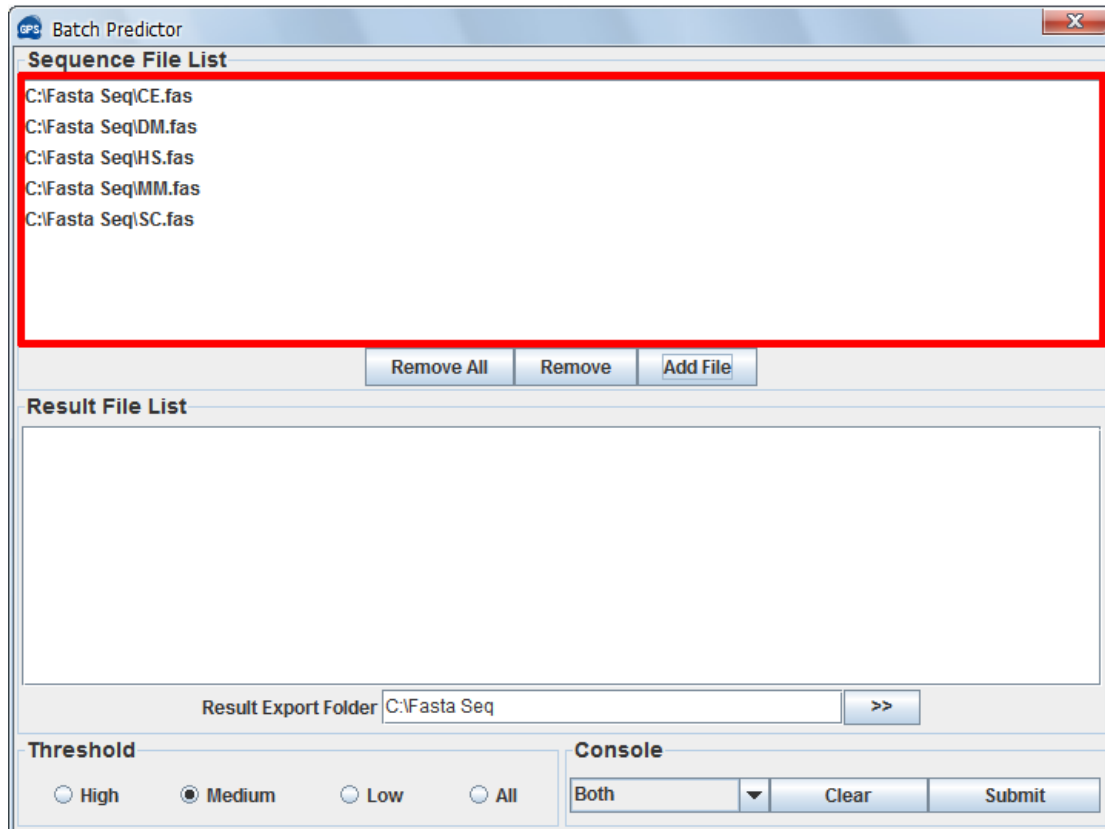 GPS Batch Predictor X
Sequence File List
C:\Fasta Seq\CE.fas
C:\Fasta Seq\DM.fas
C:\Fasta Seq\HS.fas
C:\Fasta Seq\MM.fas
C:\Fasta Seq\SC.fas
Remove All Remove Add File
Result File List
Result Export Folder C:\Fasta Seq >>
Threshold Console
High Medium Low All Both Clear Submit